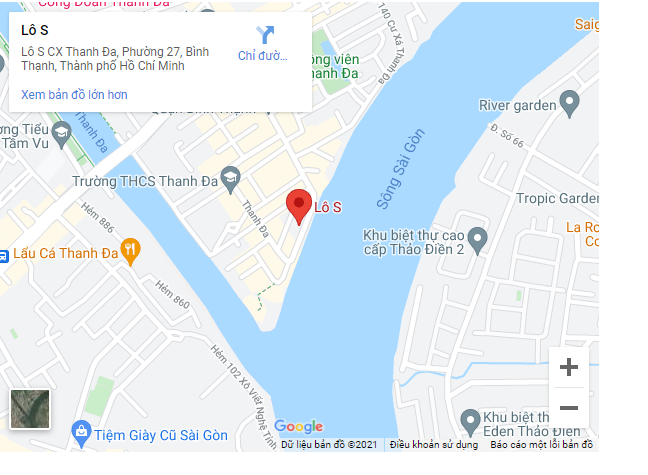 Công Đoàn Thanh Đa
Lô S
Lô S CX Thanh Đa, Phường 27, Bình
Thạnh, Thành phố Hồ Chí Minh
Chỉ đườ...
Xem bản đồ lớn hơn
140 Cư Xá Thanh Đa
Saig
ông viên
hanh Đa
River garden
Đ. Số 66
ờng Tiểu
Tầm Vu
Thanh Đa
Trường THCS Thanh Đa
Sông Sài Gòn
Tropic Garden
Hẻm 886
Thanh Đa
Lô S
La Ro
Co
Khu biệt thự cao
cấp Thảo Điền 2
Lẩu Cá Thanh Đa
Hẻm 860
Hẻm 102 Xô Viết Nghệ Tĩnh
Tiệm Giày Cũ Sài Gòn
Khu biệt th
Eden Thảo Điền
Google
Dữ liệu bản đồ ©2021
Điều khoản sử dụng
Báo cáo một lỗi bản đồ